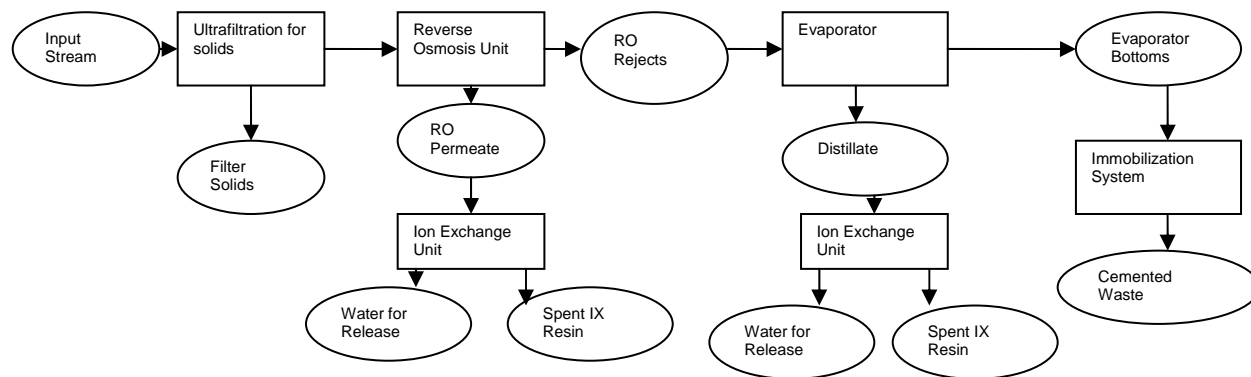 Input
Stream
Ultrafiltration for
solids
Reverse
Osmosis Unit
RO
Rejects
Evaporator
Evaporator
Bottoms
Filter
Solids
RO
Permeate
Distillate
Immobilization
System
Ion Exchange
Unit
Ion Exchange
Unit
Water for
Release
Spent IX
Resin
Water for
Release
Spent IX
Resin
Cemented
Waste